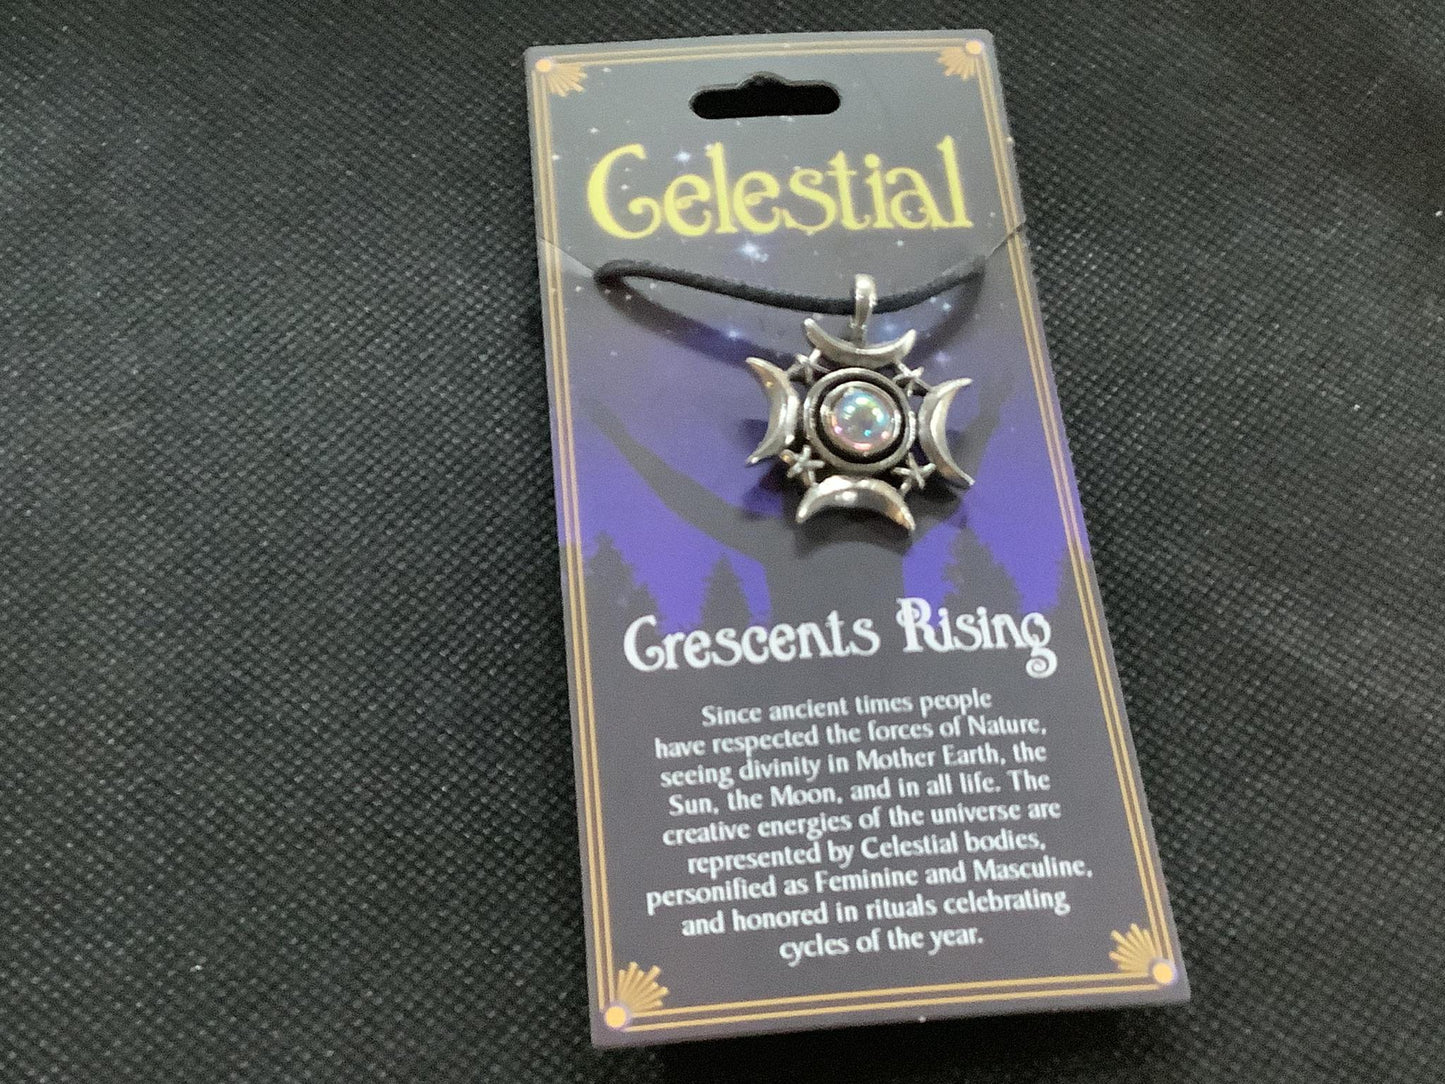 Celestial
Crescents Rising
Since ancient times people
have respected the forces of Nature,
seeing divinity in Mother Earth, the
Sun, the Moon, and in all life. The
creative energies of the universe are
represented by Celestial bodies,
personified as Feminine and Masculine,
and honored in rituals celebrating
cycles of the year.